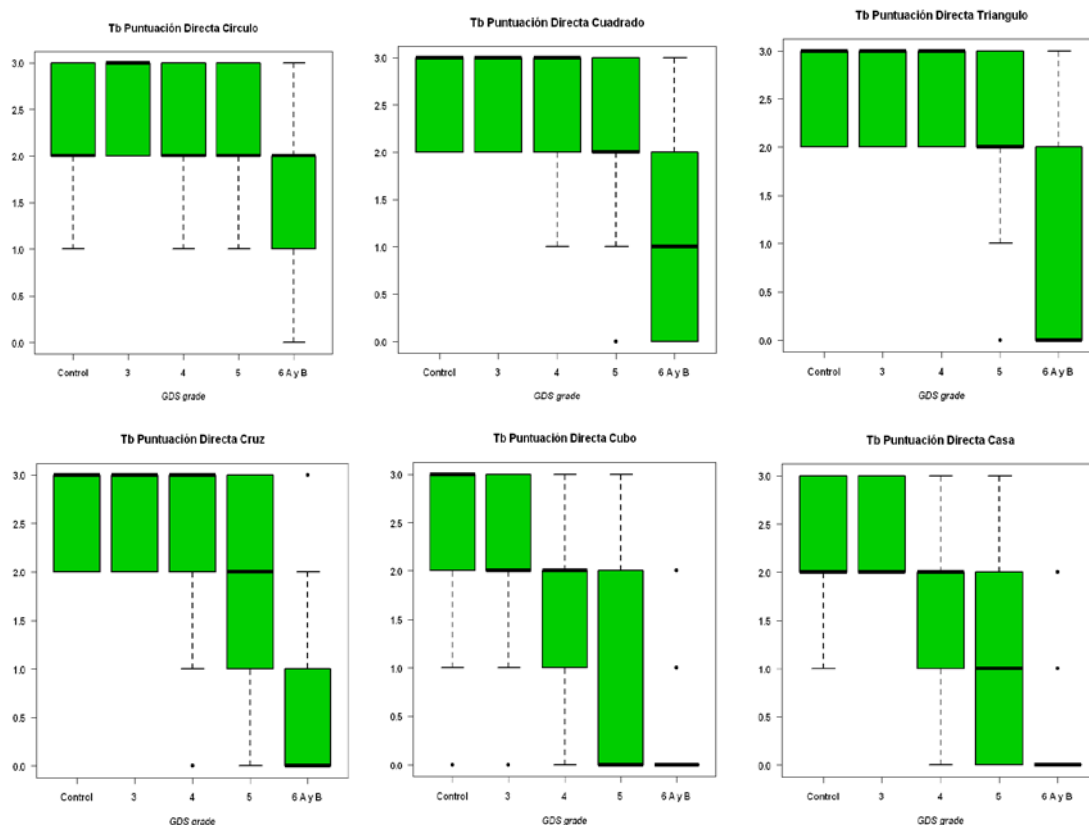 Tb Puntuación Directa Circulo
3.0
2.5
2.0
1.5
1.0
0.5
0.0
Control 3 4 5 6 A y B
GDS grade
Tb Puntuación Directa Cuadrado
3.0
2.5
2.0
1.5
1.0
0.5
0.0
Control 3 4 5 6 A y B
GDS grade
Tb Puntuación Directa Triangulo
3.0
2.5
2.0
1.5
1.0
0.5
0.0
Control 3 4 5 6 A y B
GDS grade
Tb Puntuación Directa Cruz
3.0
2.5
2.0
1.5
1.0
0.5
0.0
Control 3 4 5 6 A y B
GDS grade
Tb Puntuación Directa Cubo
3.0
2.5
2.0
1.5
1.0
0.5
0.0
Control 3 4 5 6 A y B
GDS grade
Tb Puntuación Directa Casa
3.0
2.5
2.0
1.5
1.0
0.5
0.0
Control 3 4 5 6 A y B
GDS grade